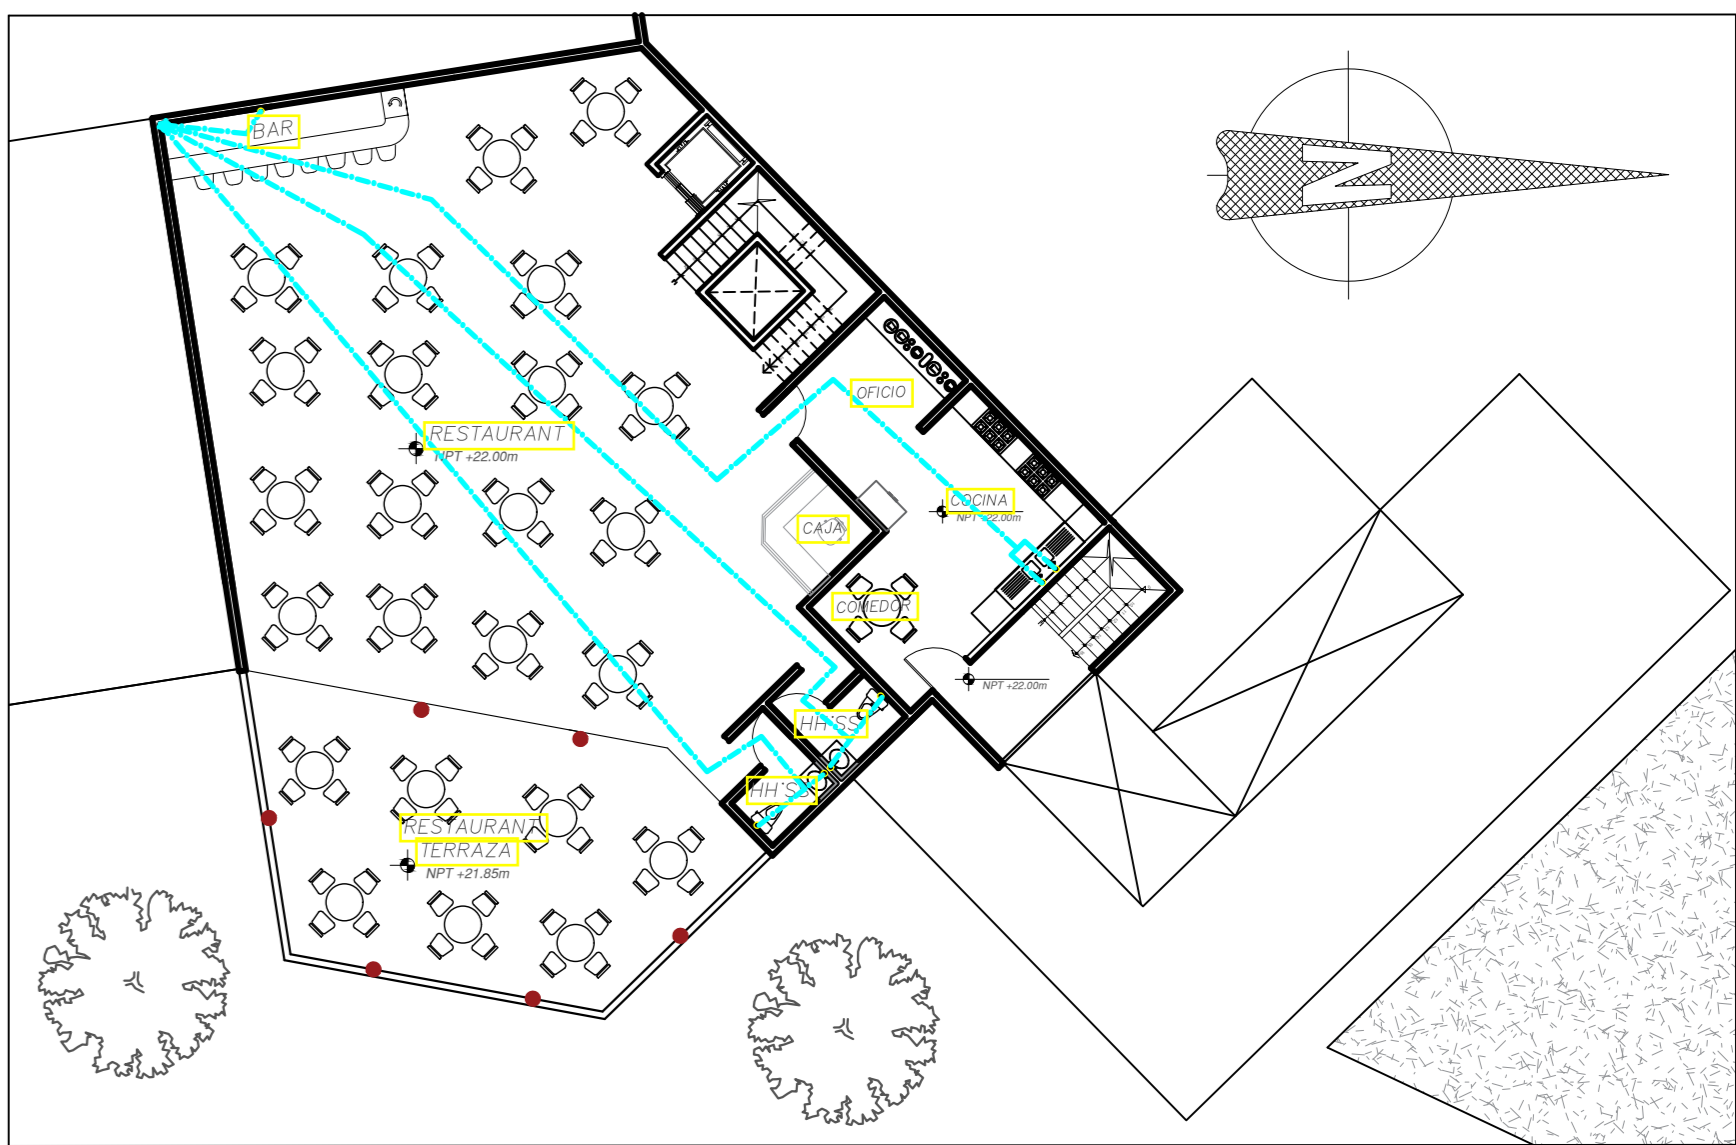 BAR
N
OFICIO
RESTAURANT
NPT +22.00m
COCINA
NPT +22.00m
CAJA
COMEDOR
NPT +22.00m
HH.SS
HH.SS
RESTAURANT
TERRAZA
NPT +21.85m